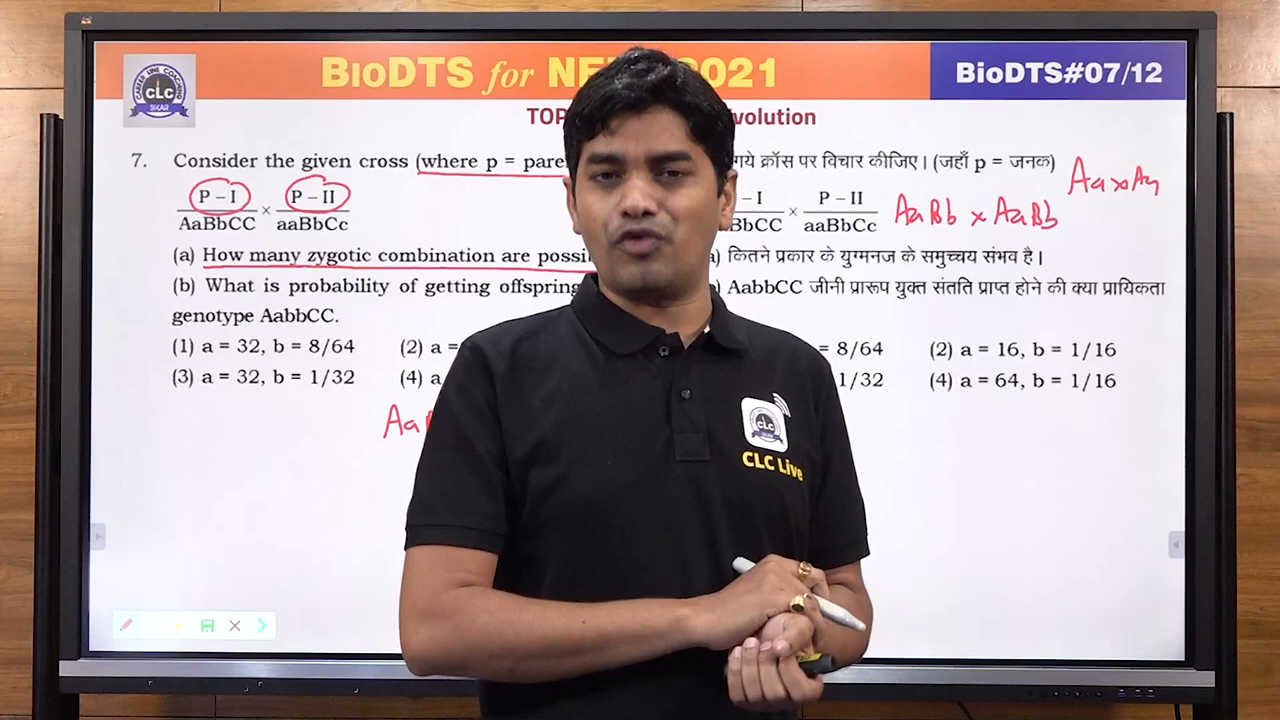 BIODTS for NE 2021
BioDTS#07/12
CLC
SIKAR
TOP volution
7. Consider the given cross (where p = pare
P – I × P – II
AaBbCC aaBbCc
(a) How many zygotic combination are possi
(b) What is probability of getting offspring
genotype AabbCC.
(1) a = 32, b = 8/64 (2) a =
(3) a = 32, b = 1/32 (4) a
Aa
गये क्रॉस पर विचार कीजिए। (जहाँ p = जनक)
Aa x Aa
– I × P – II
BbCC aaBbCc
AaBb x AaBb
a) कितने प्रकार के युग्मनज के समुच्चय संभव है।
) AabbCC जीनी प्रारूप युक्त संतति प्राप्त होने की क्या प्रायिकता
= 8/64 (2) a = 16, b = 1/16
1/32 (4) a = 64, b = 1/16
CLC
CLC Live